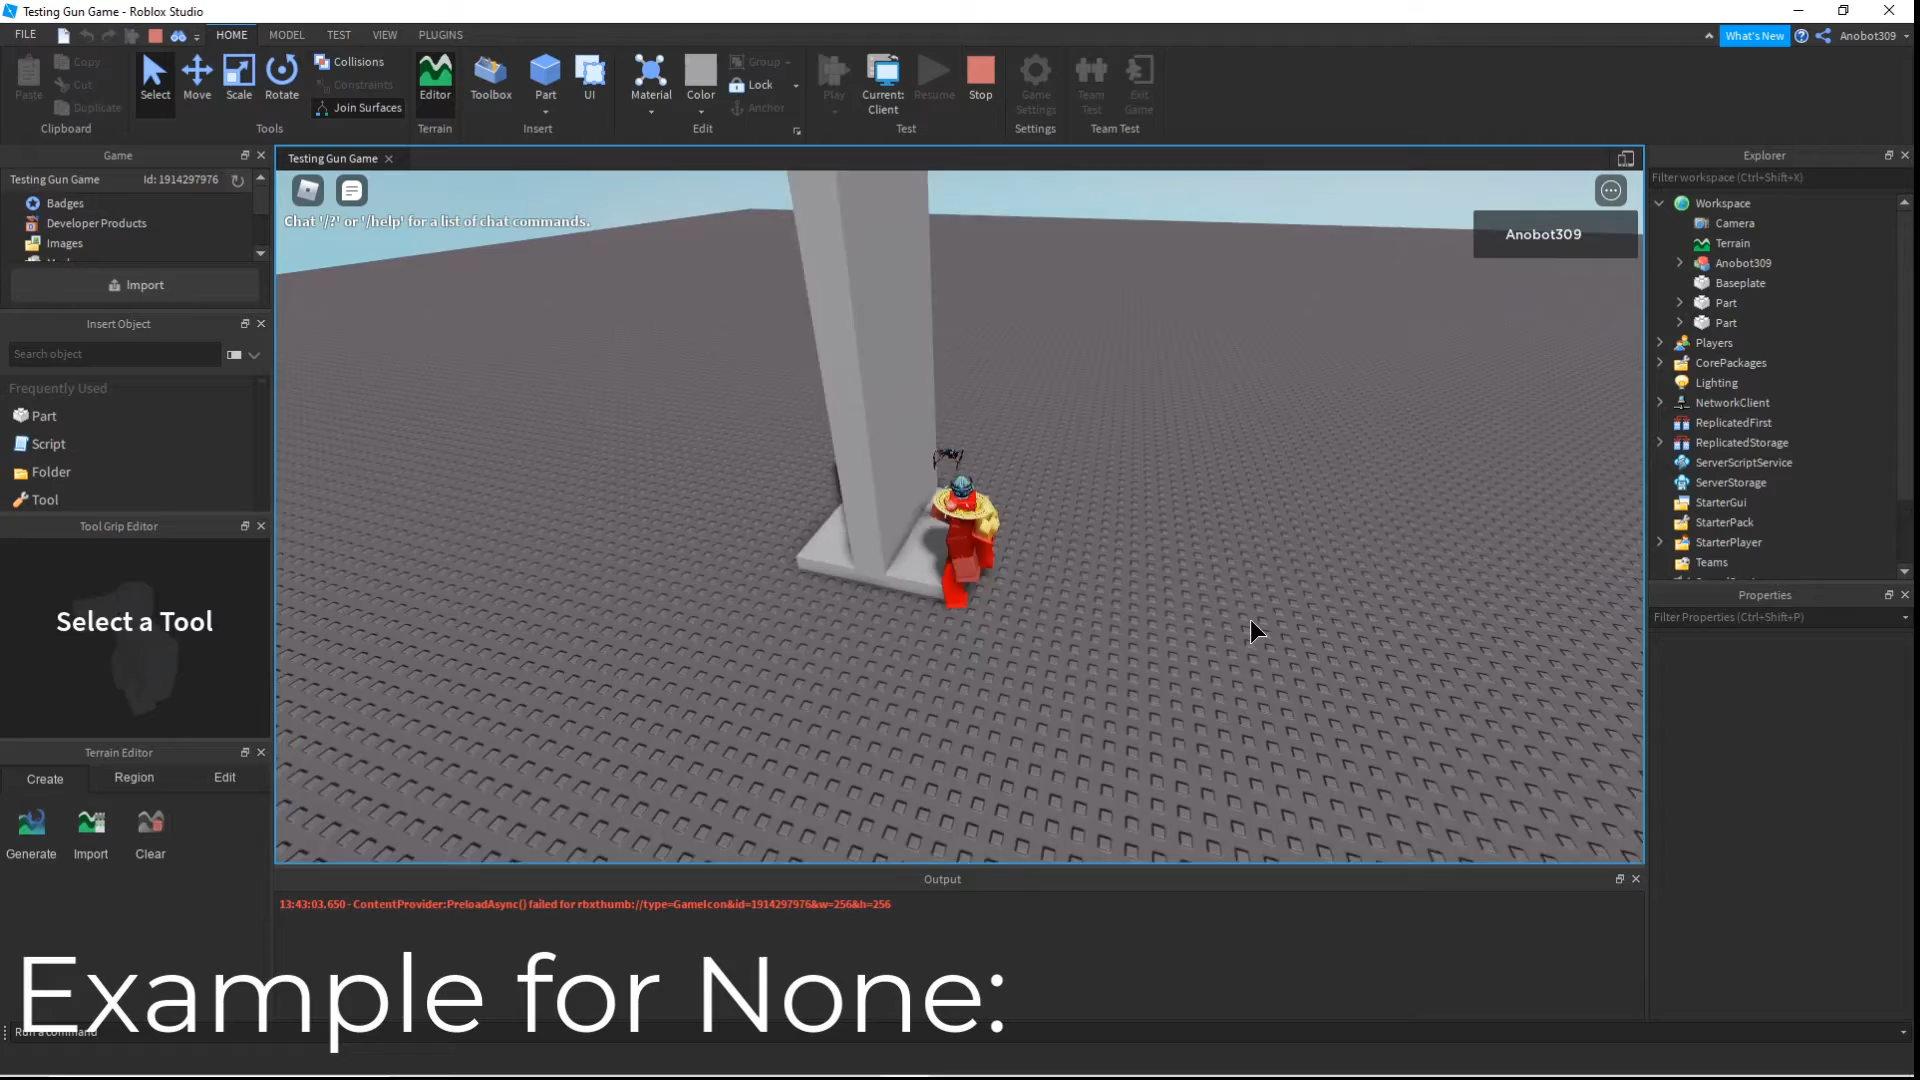 Testing Gun Game - Roblox Studio
FILE
HOME
MODEL
TEST
VIEW
PLUGINS
What's New
Anobot309
Paste
Copy
Cut
Duplicate
Clipboard
Select
Move
Scale
Rotate
Collisions
Constraints
Join Surfaces
Tools
Editor
Terrain
Toolbox
Part
UI
Insert
Material
Color
Group
Lock
Anchor
Edit
Play
Current:
Client
Resume
Stop
Test
Game
Settings
Settings
Team
Test
Exit
Game
Team Test
Game
Testing Gun Game
Id: 1914297976
Badges
Developer Products
Images
Import
Insert Object
Search object
Frequently Used
Part
Script
Folder
Tool
Tool Grip Editor
Select a Tool
Terrain Editor
Create
Region
Edit
Generate
Import
Clear
Testing Gun Game
Chat '/?' or '/help' for a list of chat commands.
Anobot309
Explorer
Filter workspace (Ctrl+Shift+X)
Workspace
Camera
Terrain
Anobot309
Baseplate
Part
Part
Players
CorePackages
Lighting
NetworkClient
ReplicatedFirst
ReplicatedStorage
ServerScriptService
ServerStorage
StarterGui
StarterPack
StarterPlayer
Teams
Properties
Filter Properties (Ctrl+Shift+P)
Output
13:43:03.650 - ContentProvider:PreloadAsync() failed for rbxthumb://type=GameIcon&id=1914297976&w=256&h=256
Example for None:
Run a command